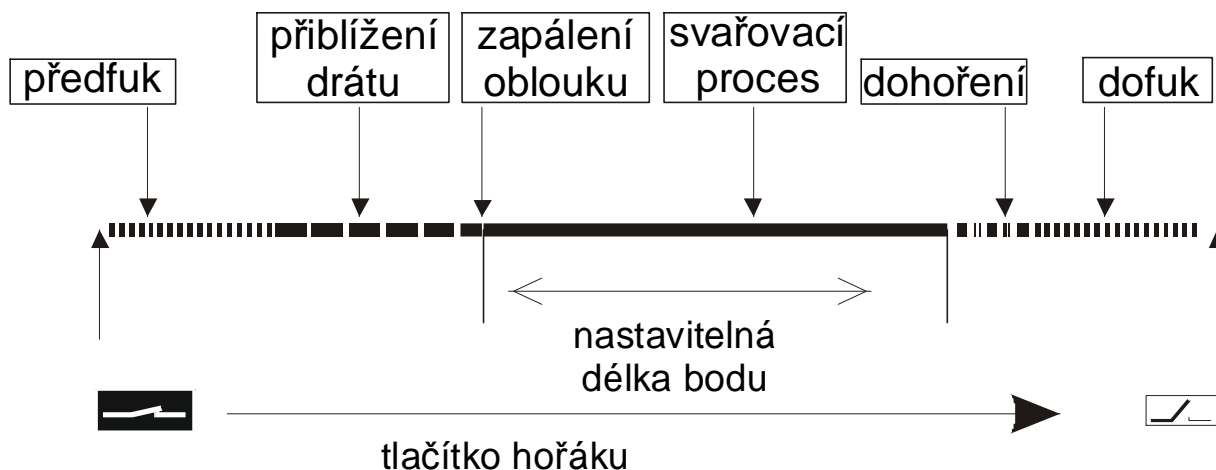 předfuk
přiblížení
drátu
zapálení
oblouku
svařovací
proces
dohoření
dofuk
nastavitelná
délka bodu
tlačítko hořáku